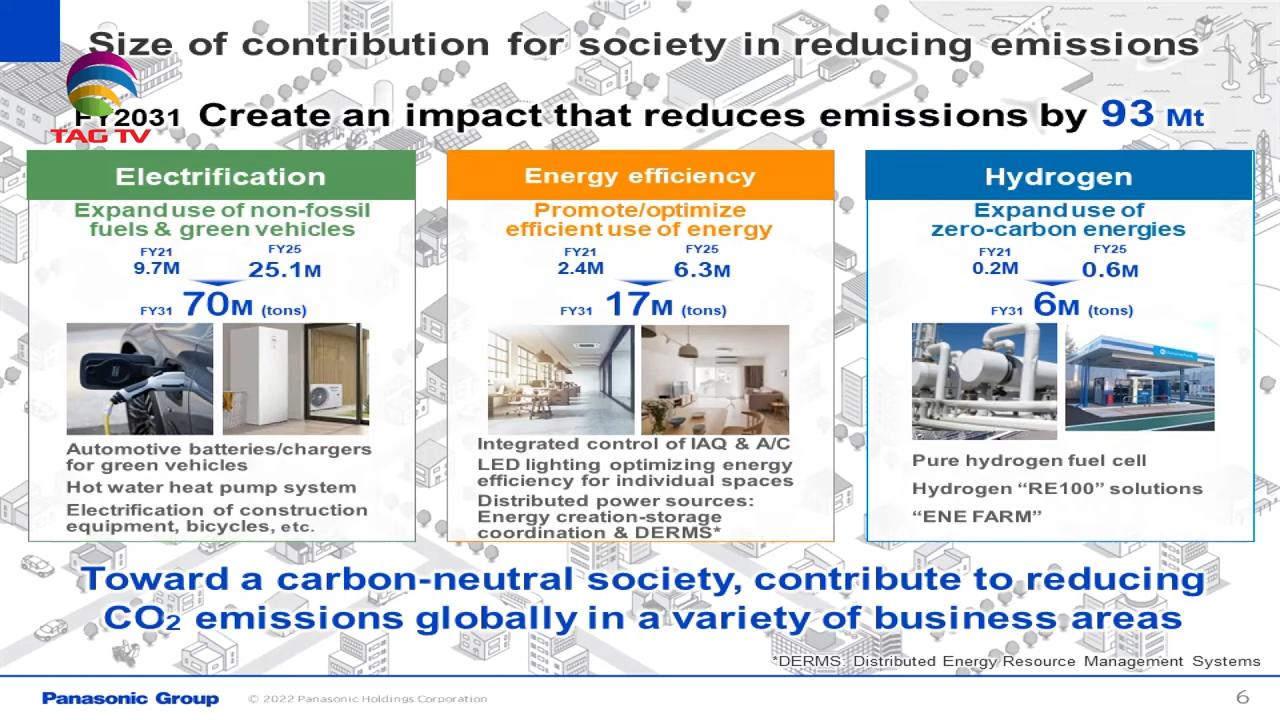 Size of contribution for society in reducing emissions
FY2031 Create an impact that reduces emissions by 93 Mt
TAG TV
Electrification
Expand use of non-fossil
fuels & green vehicles
FY21 FY25
9.7M 25.1M
FY31 70M (tons)
Automotive batteries/chargers
for green vehicles
Hot water heat pump system
Electrification of construction
equipment, bicycles, etc.
Energy efficiency
Promote/optimize
efficient use of energy
FY21 FY25
2.4M 6.3M
FY31 17M (tons)
Integrated control of IAQ & A/C
LED lighting optimizing energy
efficiency for individual spaces
Distributed power sources:
Energy creation-storage
coordination & DERMS*
Hydrogen
Expand use of
zero-carbon energies
FY21 FY25
0.2M 0.6M
FY31 6M (tons)
Pure hydrogen fuel cell
Hydrogen “RE100” solutions
“ENE FARM”
Toward a carbon-neutral society, contribute to reducing
CO2 emissions globally in a variety of business areas
*DERMS: Distributed Energy Resource Management Systems
Panasonic Group © 2022 Panasonic Holdings Corporation 6